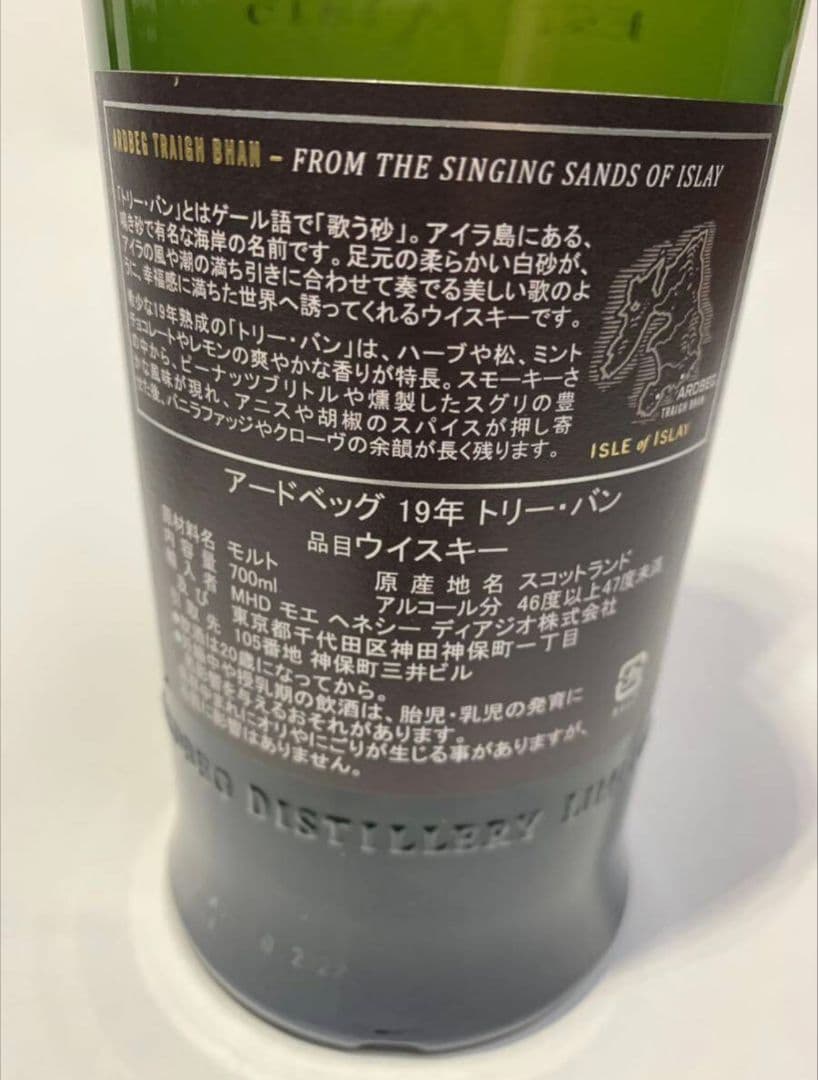 ARDBEG TRAIGH BHAN – FROM THE SINGING SANDS OF ISLAY
「トリー・バン」とはゲール語で「歌う砂」。アイラ島にある、
鳴き砂で有名な海岸の名前です。足元の柔らかい白砂が、
アイラの風や潮の満ち引きに合わせて奏でる美しい歌のよ
うに、幸福感に満ちた世界へ誘ってくれるウイスキーです。
希少な19年熟成の「トリー・バン」は、ハーブや松、ミント
チョコレートやレモンの爽やかな香りが特長。スモーキーさ
の中から、ピーナッツブリトルや燻製したスグリの豊
かな風味が現れ、アニスや胡椒のスパイスが押し寄
せた後、バニラファッジやクローヴの余韻が長く残ります。
ARDBEG
TRAIGH BHAN
ISLE of ISLAY
アードベッグ 19年 トリー・バン
品目 ウイスキー
原材料名 モルト 原産地名 スコットランド
内容量 700ml アルコール分 46度以上47度未満
輸入者 MHD モエ ヘネシー ディアジオ株式会社
及び 東京都千代田区神田神保町一丁目
引取先 105番地 神保町三井ビル
●飲酒は20歳になってから。
や授乳期の飲酒は、胎児・乳児の発育に
悪影響を与えるおそれがあります。
まれにオリやにごりが生じる事がありますが、
品質に影響はありません。
DISTILLERY